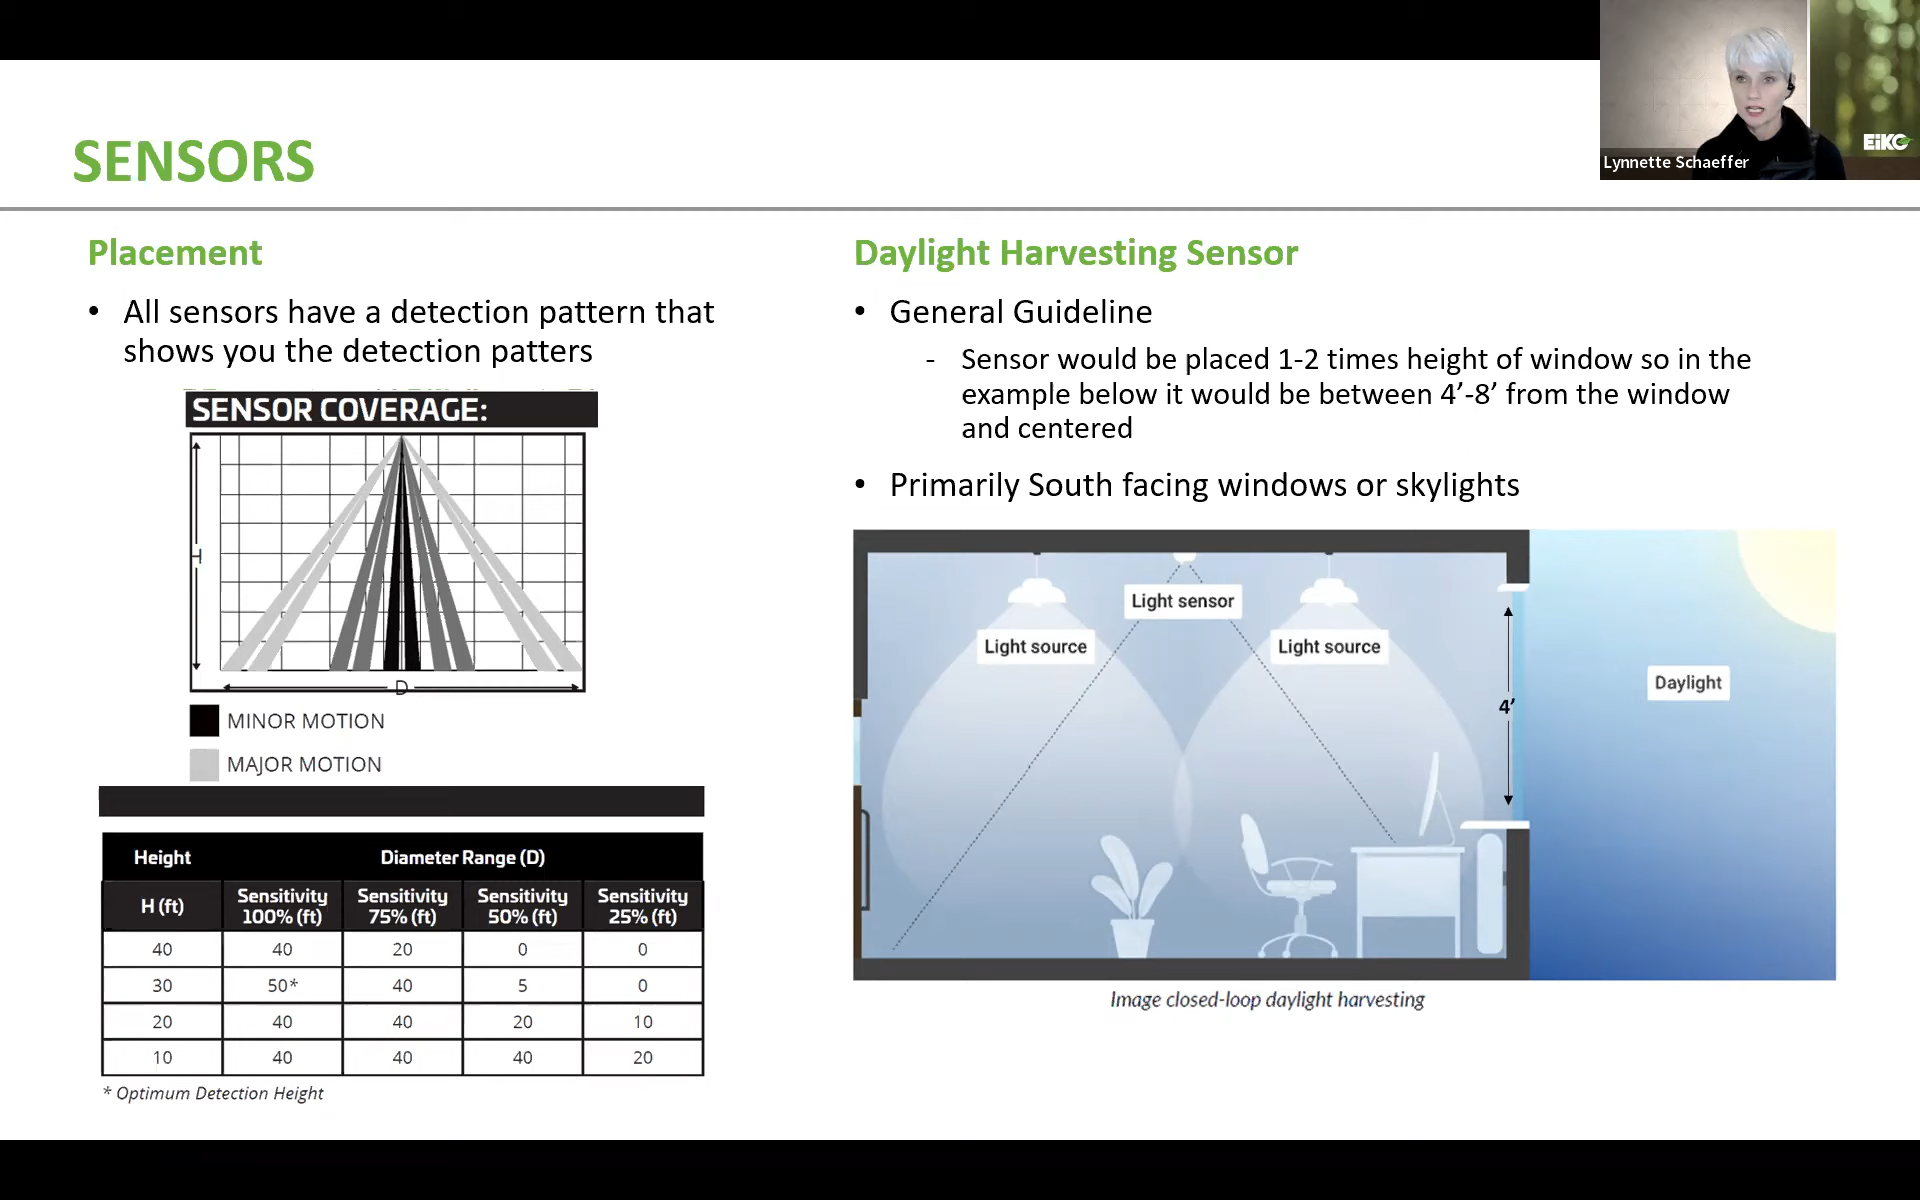 Lynnette Schaeffer
EiKO
SENSORS
Placement
• All sensors have a detection pattern that
shows you the detection patters
SENSOR COVERAGE:
H
D
MINOR MOTION
MAJOR MOTION
Height Diameter Range (D)
H (ft) Sensitivity 100% (ft) Sensitivity 75% (ft) Sensitivity 50% (ft) Sensitivity 25% (ft)
40 40 20 0 0
30 50* 40 5 0
20 40 40 20 10
10 40 40 40 20
* Optimum Detection Height
Daylight Harvesting Sensor
• General Guideline
- Sensor would be placed 1-2 times height of window so in the
example below it would be between 4’-8’ from the window
and centered
• Primarily South facing windows or skylights
Light sensor
Light source
Light source
Daylight
4’
Image closed-loop daylight harvesting